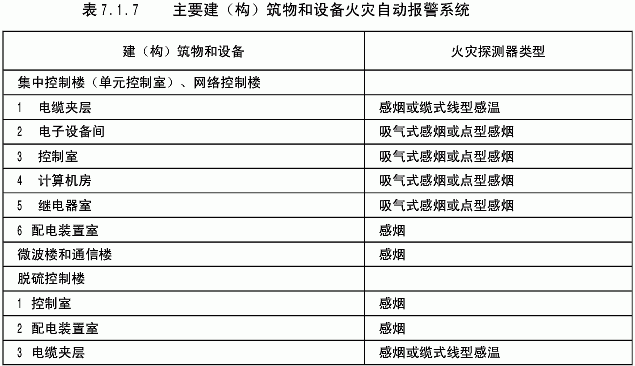 表7.1.7 主要建（构）筑物和设备火灾自动报警系统
建（构）筑物和设备 火灾探测器类型
集中控制楼（单元控制室）、网络控制楼
1 电缆夹层 感烟或缆式线型感温
2 电子设备间 吸气式感烟或点型感烟
3 控制室 吸气式感烟或点型感烟
4 计算机房 吸气式感烟或点型感烟
5 继电器室 吸气式感烟或点型感烟
6 配电装置室 感烟
微波楼和通信楼 感烟
脱硫控制楼
1 控制室 感烟
2 配电装置室 感烟
3 电缆夹层 感烟或缆式线型感温